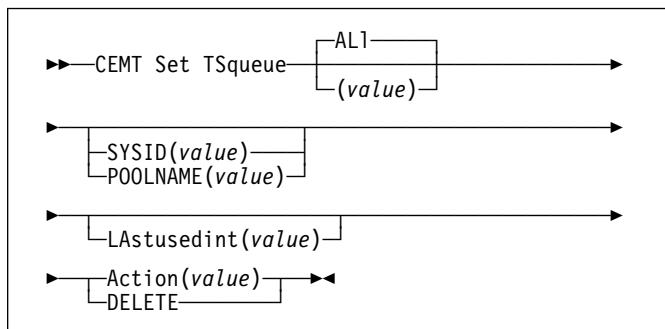 ALl
CEMT Set TSqueue
(value)
SYSID(value)
POOLNAME(value)
LAstusedint(value)
Action(value)
DELETE